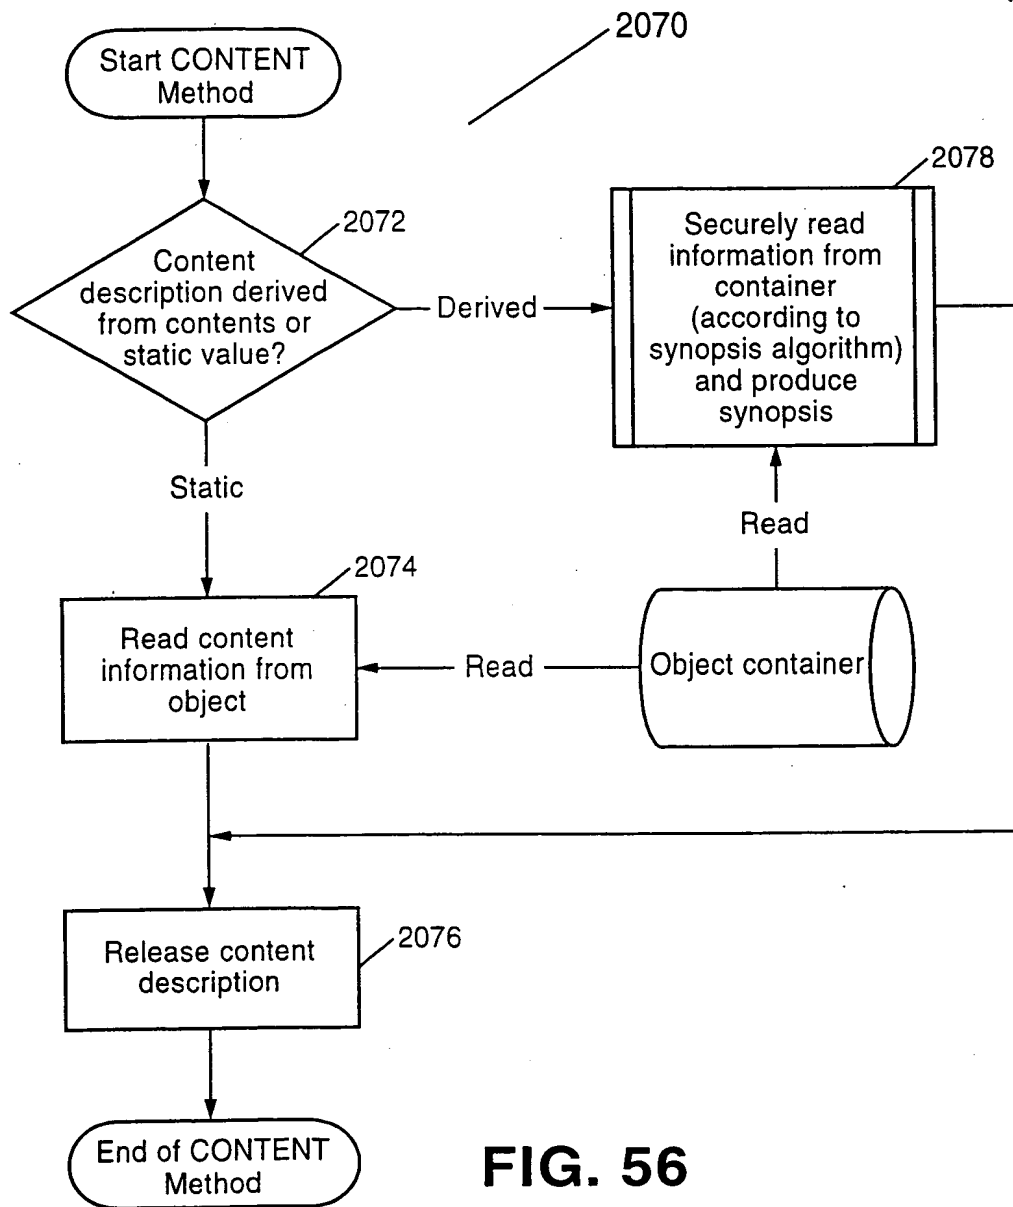 2070
Start CONTENT
Method
2072
Content
description derived
from contents or
static value?
Derived
2078
Securely read
information from
container
(according to
synopsis algorithm)
and produce
synopsis
Static
Read
2074
Read content
information from
object
Read
Object container
2076
Release content
description
End of CONTENT
Method
FIG. 56